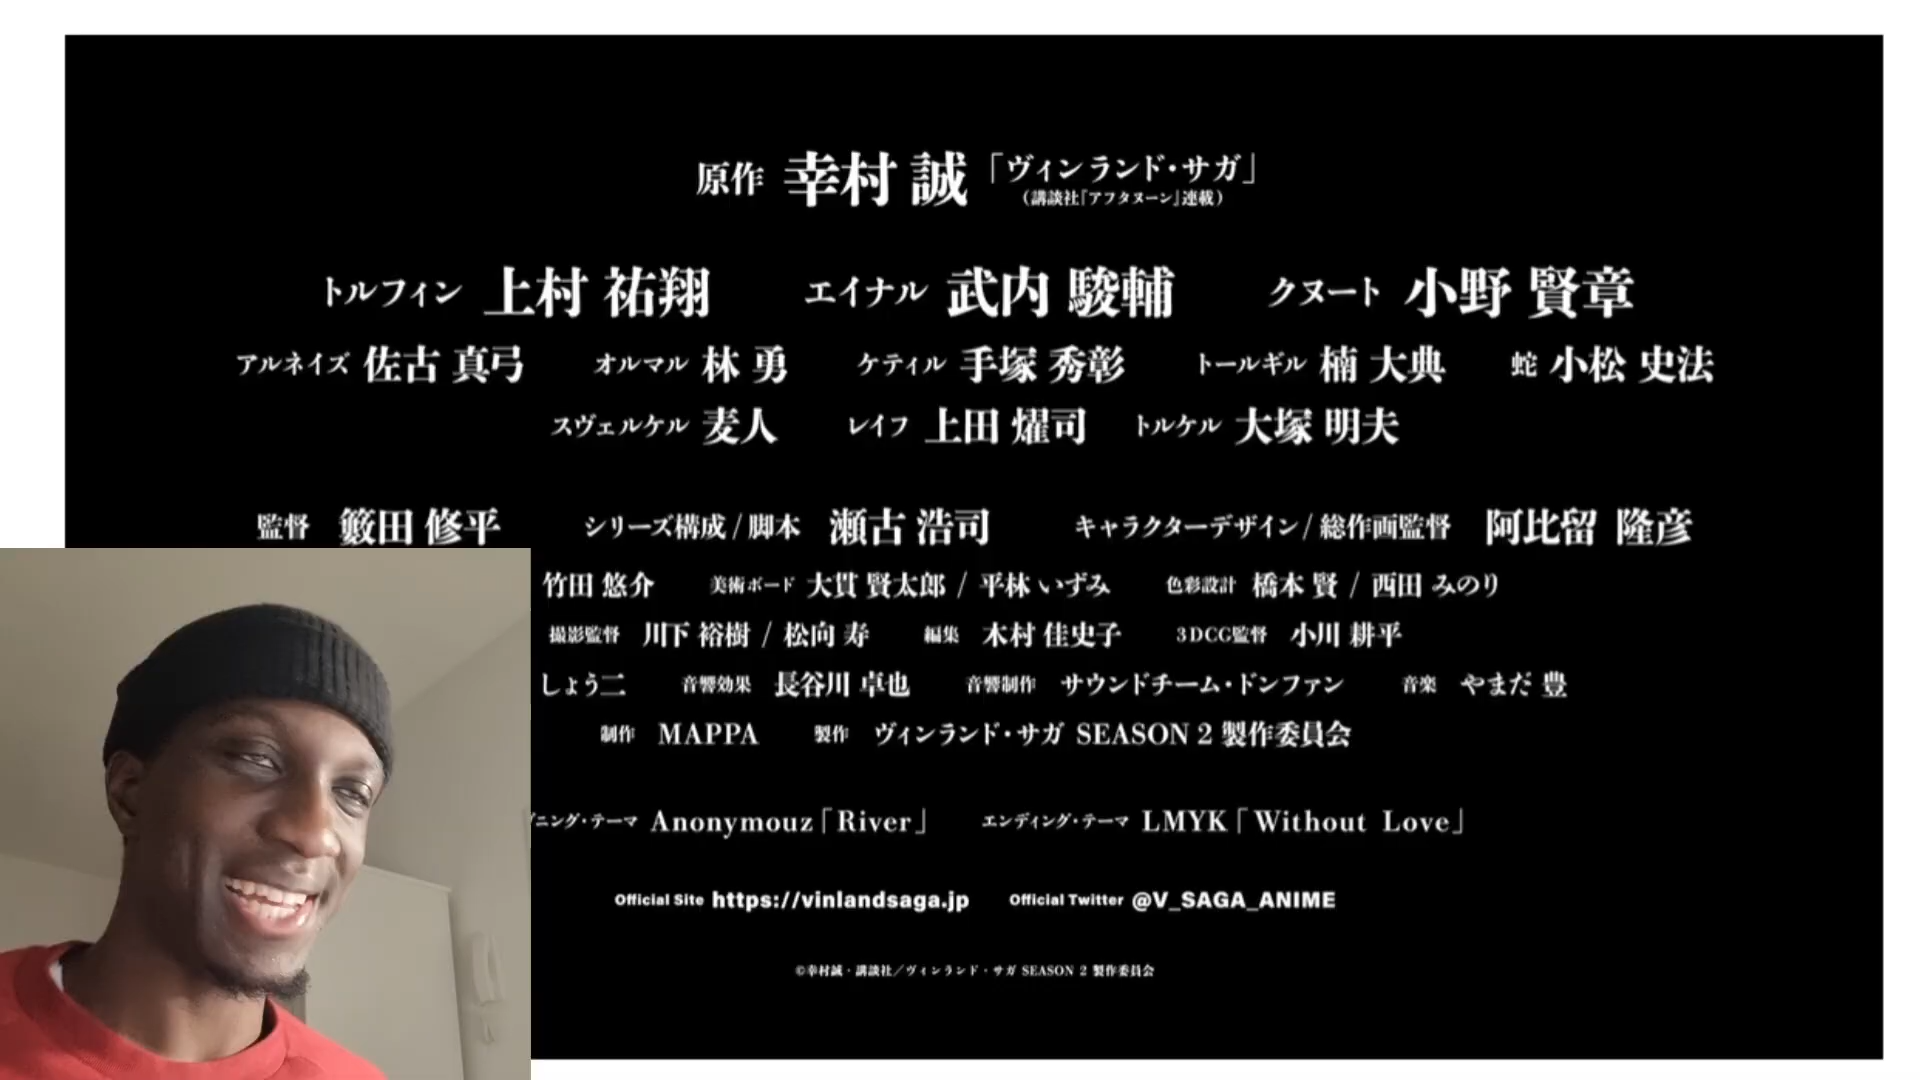 原作 幸村 誠「ヴィンランド・サガ」
（講談社『アフタヌーン』連載）
トルフィン 上村 祐翔 エイナル 武内 駿輔 クヌート 小野 賢章
アルネイズ 佐古 真弓 オルマル 林 勇 ケティル 手塚 秀彰 トールギル 楠 大典 蛇 小松 史法
スヴェルケル 麦人 レイフ 上田 燿司 トルケル 大塚 明夫
監督 籔田 修平 シリーズ構成 / 脚本 瀬古 浩司 キャラクターデザイン / 総作画監督 阿比留 隆彦
竹田 悠介 美術ボード 大貫 賢太郎 / 平林 いずみ 色彩設計 橋本 賢 / 西田 みのり
撮影監督 川下 裕樹 / 松向 寿 編集 木村 佳史子 3DCG監督 小川 耕平
しょう二 音響効果 長谷川 卓也 音響制作 サウンドチーム・ドンファン 音楽 やまだ 豊
制作 MAPPA 製作 ヴィンランド・サガ SEASON 2 製作委員会
ニング・テーマ Anonymouz「River」 エンディング・テーマ LMYK「Without Love」
Official Site https://vinlandsaga.jp Official Twitter @V_SAGA_ANIME
©幸村誠・講談社／ヴィンランド・サガ SEASON 2 製作委員会